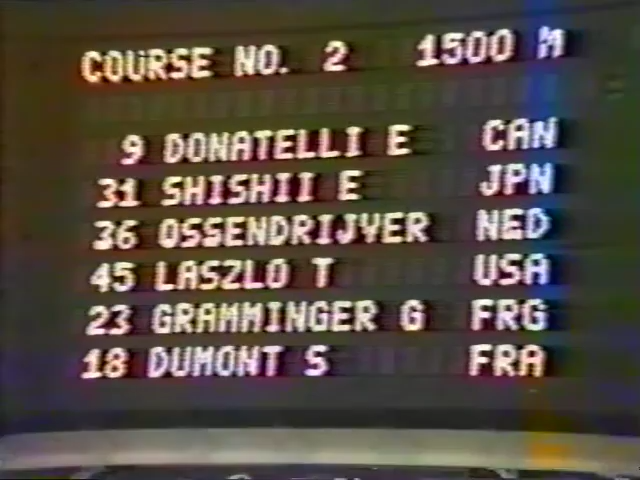 COURSE NO. 2 1500 M
9 DONATELLI E CAN
31 SHISHII E JPN
36 OSSENDRIJVER NED
45 LASZLO T USA
23 GRAMMINGER G FRG
18 DUMONT S FRA